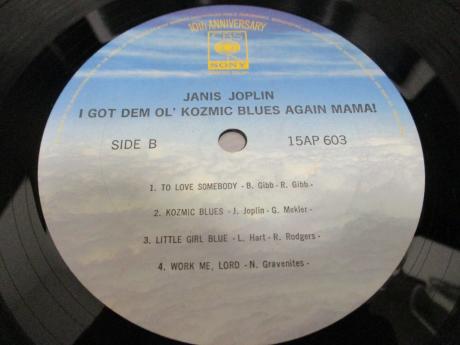 10th ANNIVERSARY
CBS
SONY
JANIS JOPLIN
I GOT DEM OL' KOZMIC BLUES AGAIN MAMA!
SIDE B 15AP 603
1. TO LOVE SOMEBODY - B. Gibb - R. Gibb -
2. KOZMIC BLUES - J. Joplin - G. Mekler -
3. LITTLE GIRL BLUE - L. Hart - R. Rodgers -
4. WORK ME, LORD - N. Gravenites -